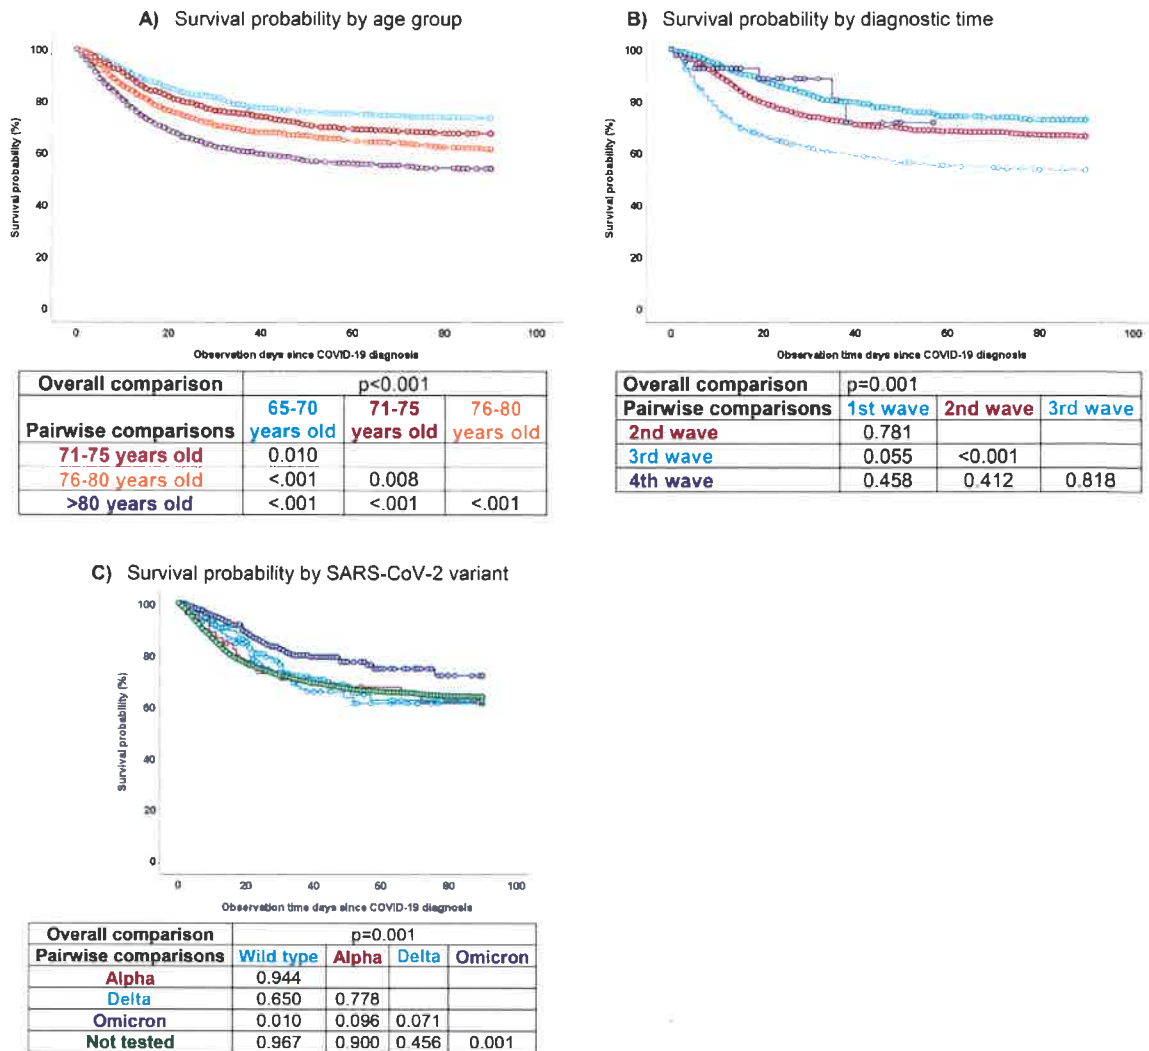 A) Survival probability by age group
100
80
60
40
20
0
Survival probability (%)
0 20 40 60 80 100
Observation days since COVID-19 diagnosis
Overall comparison p<0.001
Pairwise comparisons 65-70 years old 71-75 years old 76-80 years old
71-75 years old 0.010
76-80 years old <.001 0.008
>80 years old <.001 <.001 <.001
B) Survival probability by diagnostic time
100
80
60
40
20
0
Survival probability (%)
0 20 40 60 80 100
Observation time days since COVID-19 diagnosis
Overall comparison p=0.001
Pairwise comparisons 1st wave 2nd wave 3rd wave
2nd wave 0.781
3rd wave 0.055 <0.001
4th wave 0.458 0.412 0.818
C) Survival probability by SARS-CoV-2 variant
100
80
60
40
20
0
Survival probability (%)
0 20 40 60 80 100
Observation time days since COVID-19 diagnosis
Overall comparison p=0.001
Pairwise comparisons Wild type Alpha Delta Omicron
Alpha 0.944
Delta 0.650 0.778
Omicron 0.010 0.096 0.071
Not tested 0.967 0.900 0.456 0.001